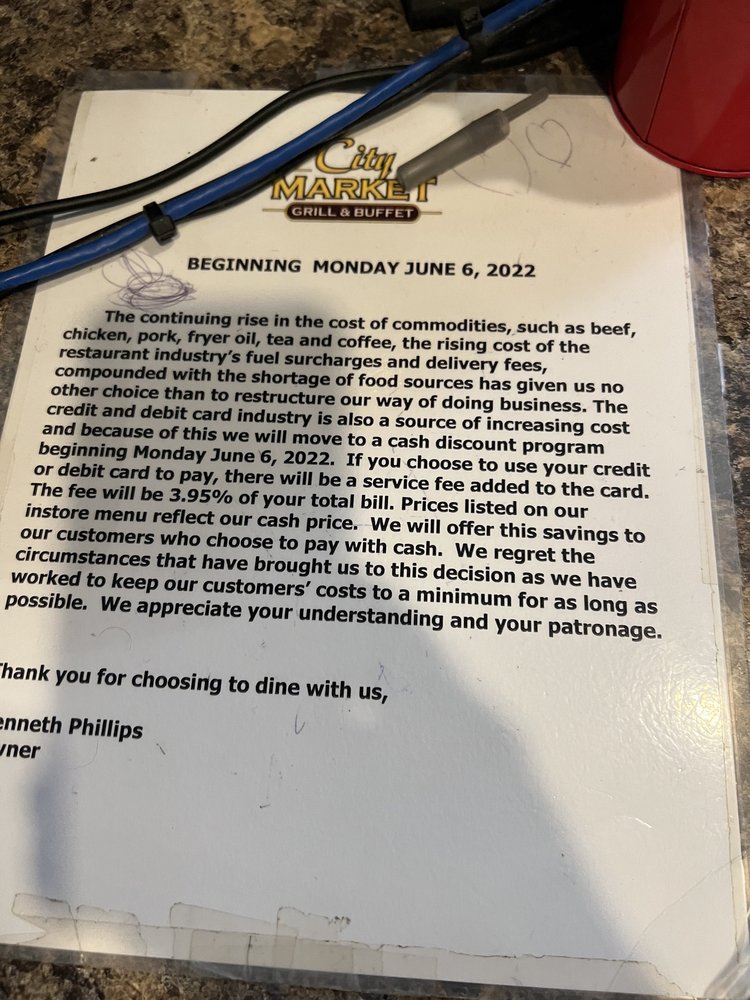 City
MARKET
GRILL & BUFFET
BEGINNING MONDAY JUNE 6, 2022
The continuing rise in the cost of commodities, such as beef,
chicken, pork, fryer oil, tea and coffee, the rising cost of the
restaurant industry's fuel surcharges and delivery fees,
compounded with the shortage of food sources has given us no
other choice than to restructure our way of doing business. The
credit and debit card industry is also a source of increasing cost
and because of this we will move to a cash discount program
beginning Monday June 6, 2022. If you choose to use your credit
or debit card to pay, there will be a service fee added to the card.
The fee will be 3.95% of your total bill. Prices listed on our
instore menu reflect our cash price. We will offer this savings to
our customers who choose to pay with cash. We regret the
circumstances that have brought us to this decision as we have
worked to keep our customers' costs to a minimum for as long as
possible. We appreciate your understanding and your patronage.
Thank you for choosing to dine with us,
enneth Phillips
wner